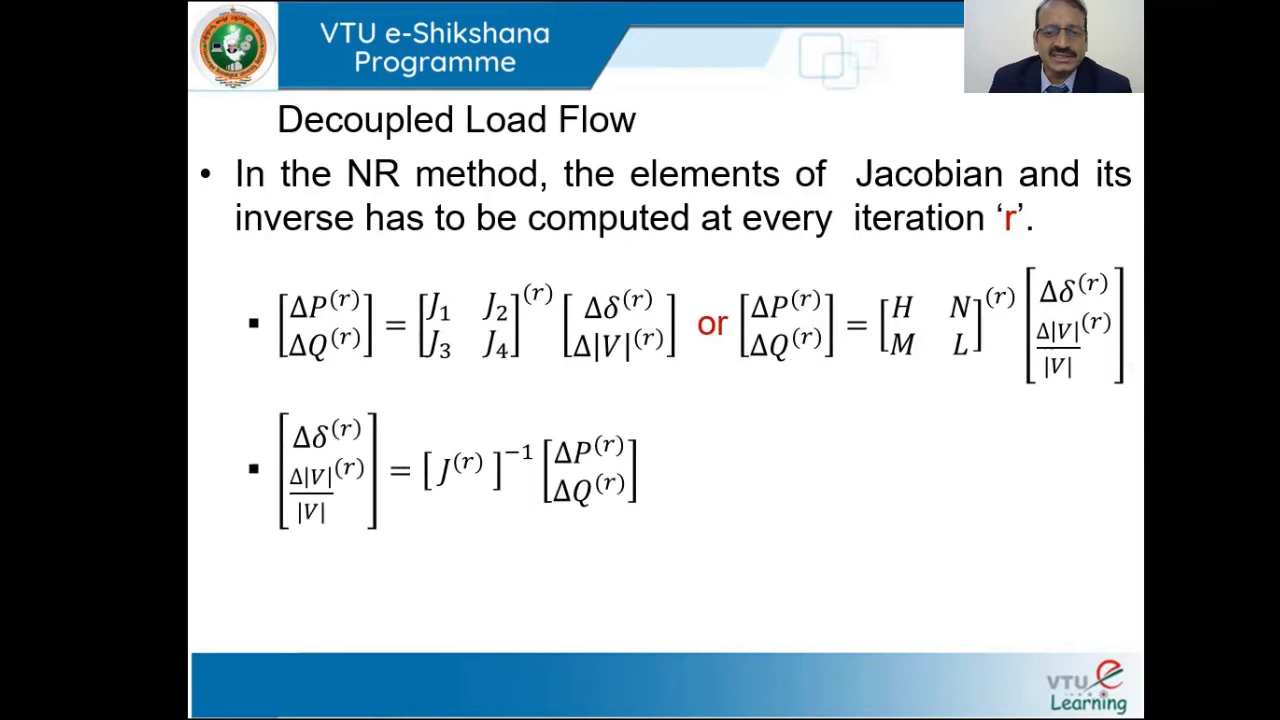 VTU e-Shikshana
Programme
Decoupled Load Flow
• In the NR method, the elements of Jacobian and its
inverse has to be computed at every iteration ‘r’.
▪ [ΔP^(r) ; ΔQ^(r)] = [J₁ J₂ ; J₃ J₄]^(r) [Δδ^(r) ; Δ|V|^(r)] or [ΔP^(r) ; ΔQ^(r)] = [H N ; M L]^(r) [Δδ^(r) ; Δ|V|/|V|^(r)]
▪ [Δδ^(r) ; Δ|V|/|V|^(r)] = [J^(r)]^−1 [ΔP^(r) ; ΔQ^(r)]
VTU e
Learning